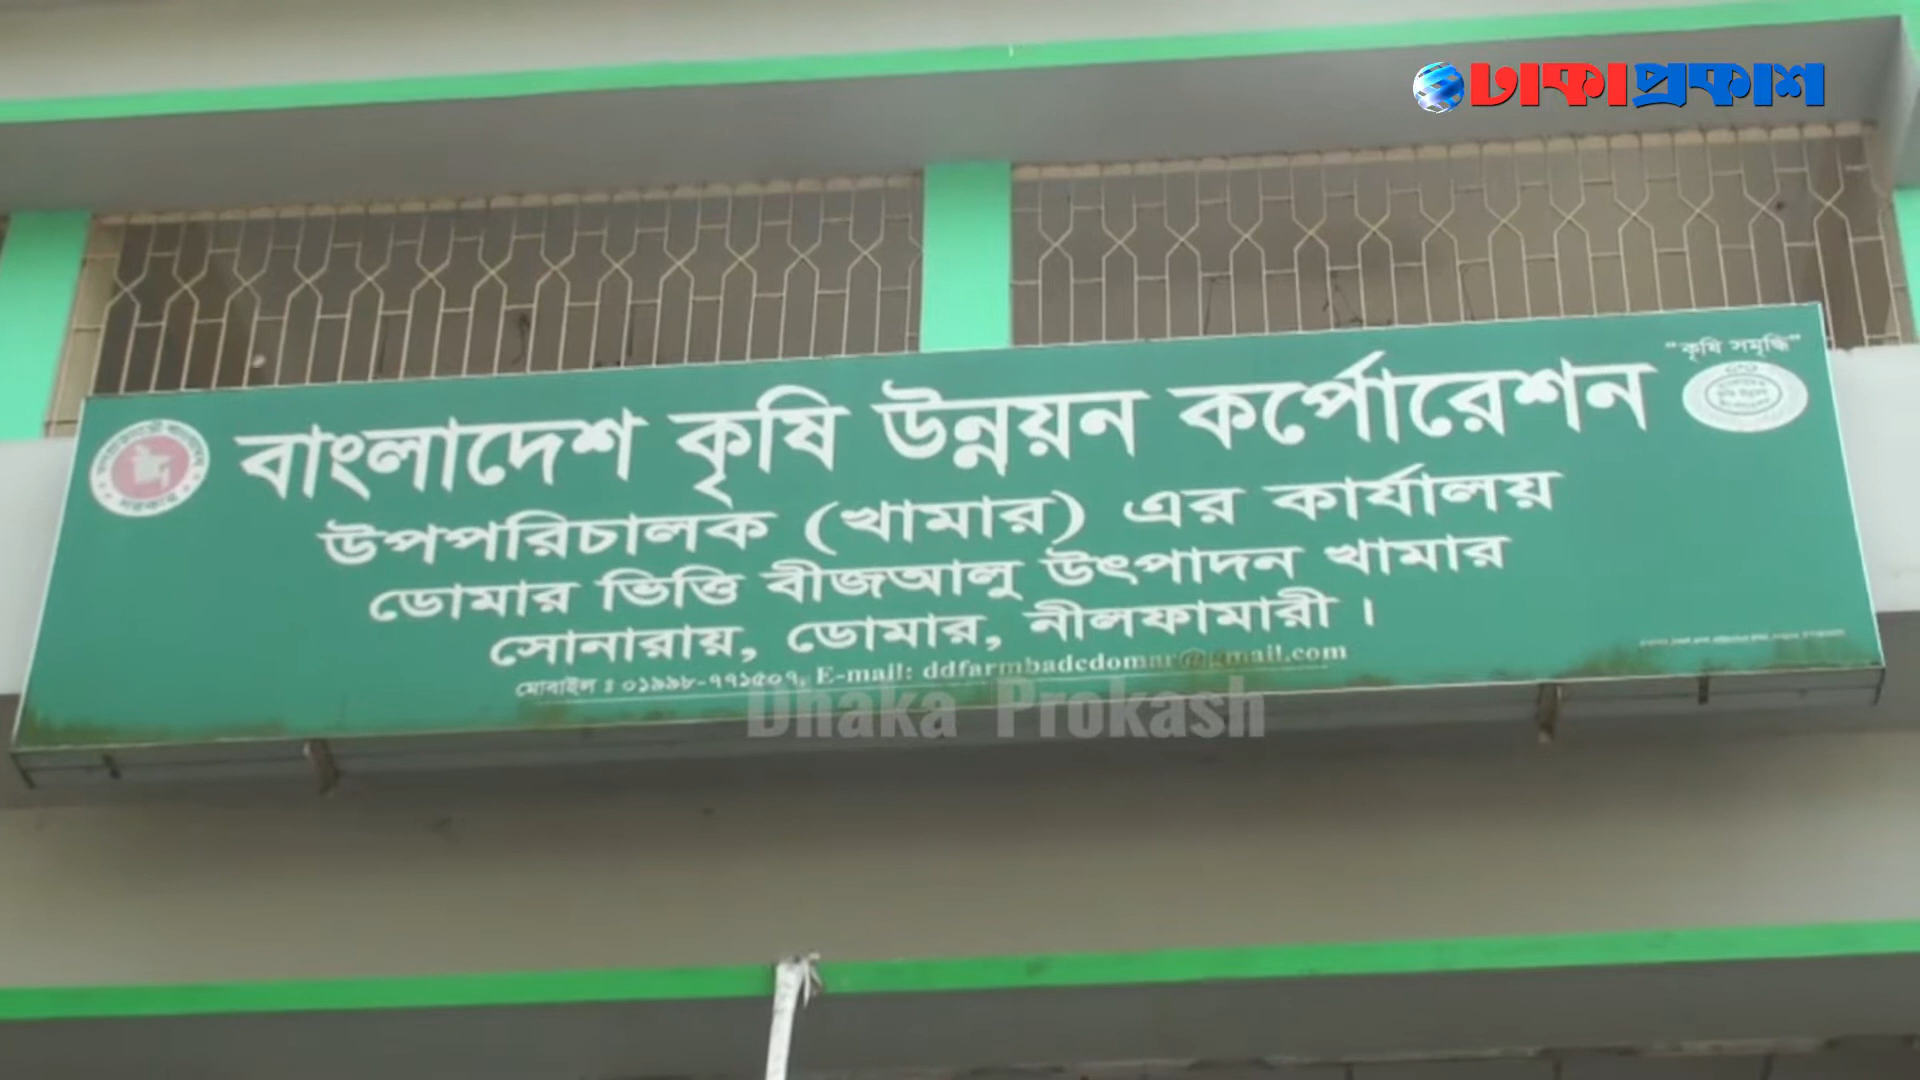 ঢাকাপ্রকাশ
"কৃষি সমৃদ্ধি"
বাংলাদেশ কৃষি উন্নয়ন কর্পোরেশন
উপপরিচালক (খামার) এর কার্যালয়
ডোমার ভিত্তি বীজআলু উৎপাদন খামার
সোনারায়, ডোমার, নীলফামারী ।
মোবাইল ঃ ০১৯৯৮-৭৭১৫০৭, E-mail: ddfarmbadcdomar@gmail.com
Dhaka Prokash